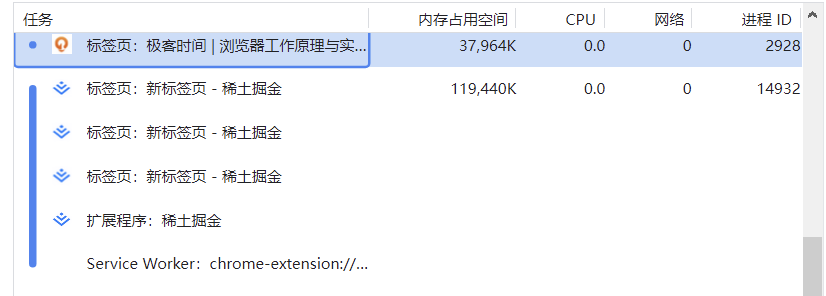 任务 内存占用空间 CPU 网络 进程 ID
标签页：极客时间 | 浏览器工作原理与实... 37,964K 0.0 0 2928
标签页：新标签页 - 稀土掘金 119,440K 0.0 0 14932
标签页：新标签页 - 稀土掘金
标签页：新标签页 - 稀土掘金
扩展程序：稀土掘金
Service Worker：chrome-extension://...